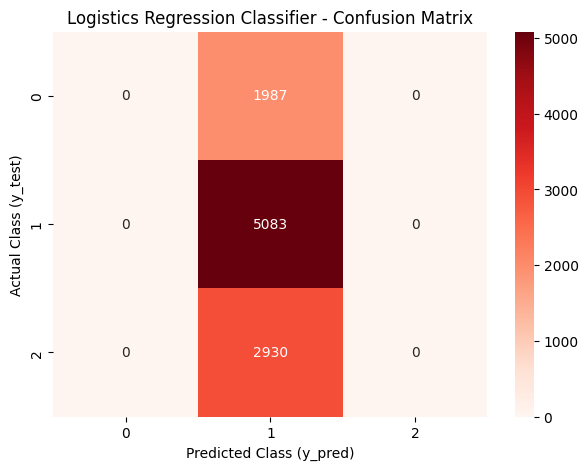 Logistics Regression Classifier - Confusion Matrix
Actual Class (y_test)
0 0 1987 0
1 0 5083 0
2 0 2930 0
0 1 2
Predicted Class (y_pred)
5000
4000
3000
2000
1000
0